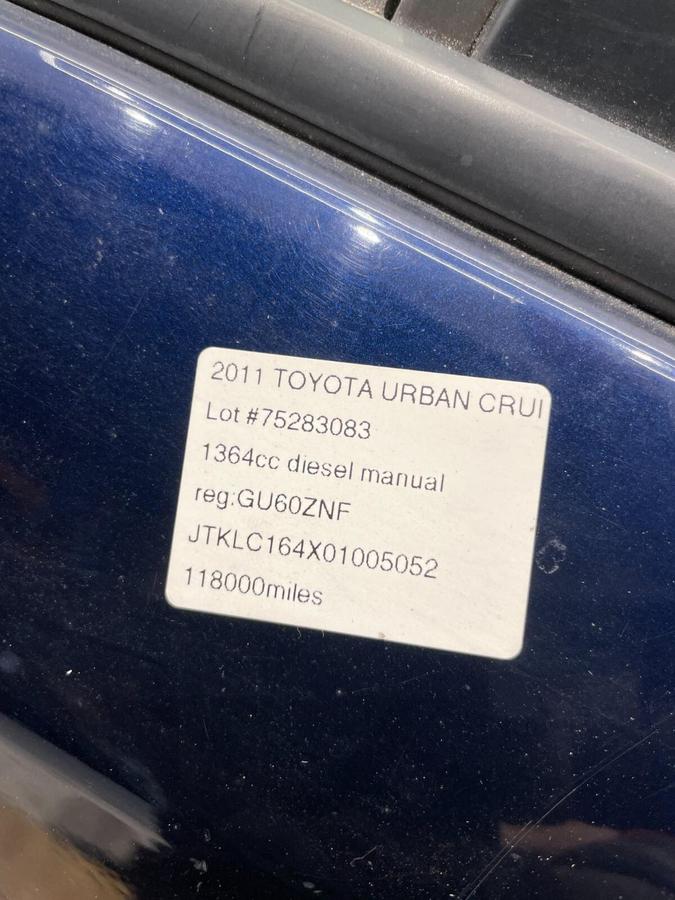 2011 TOYOTA URBAN CRUI
Lot #75283083
1364cc diesel manual
reg:GU60ZNF
JTKLC164X01005052
118000miles